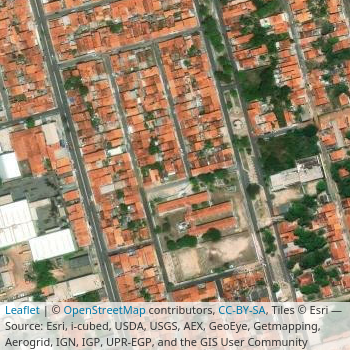 Leaflet | © OpenStreetMap contributors, CC-BY-SA, Tiles © Esri —
Source: Esri, i-cubed, USDA, USGS, AEX, GeoEye, Getmapping,
Aerogrid, IGN, IGP, UPR-EGP, and the GIS User Community